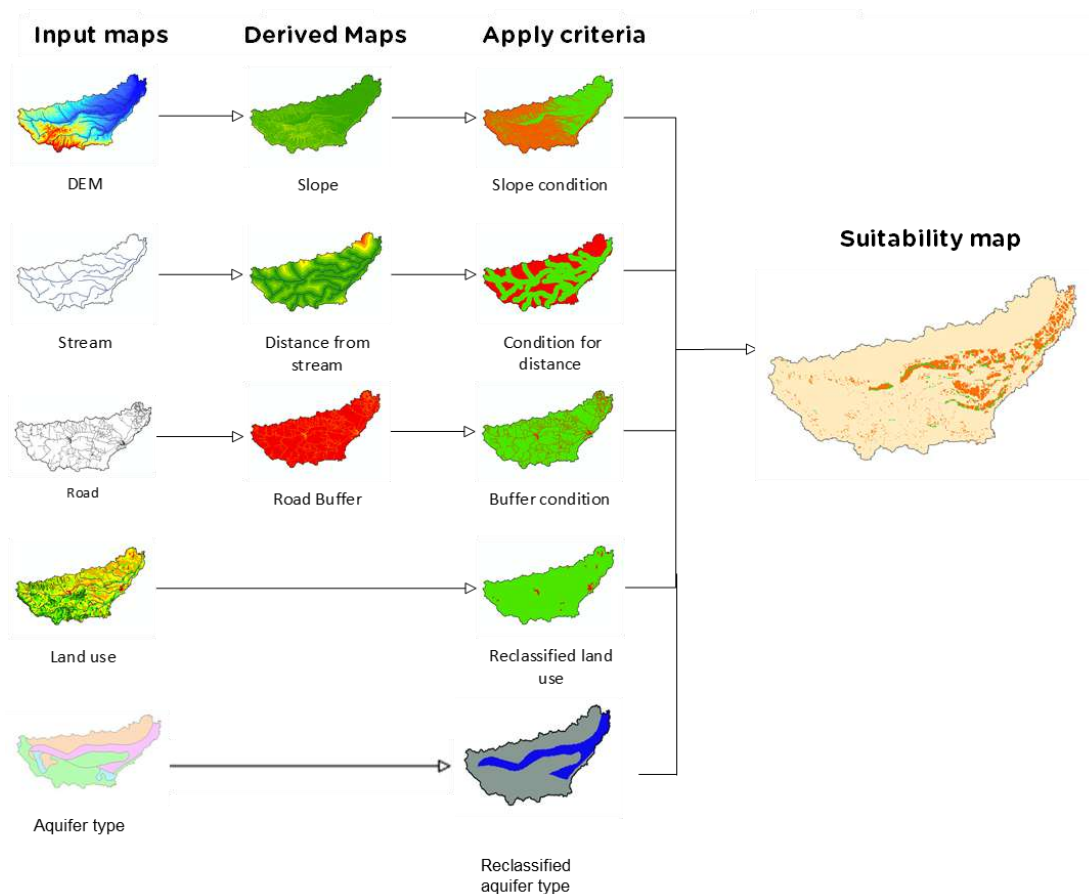 Input maps
Derived Maps
Apply criteria
DEM
Slope
Slope condition
Suitability map
Stream
Distance from
stream
Condition for
distance
Road
Road Buffer
Buffer condition
Land use
Reclassified land
use
Aquifer type
Reclassified
aquifer type